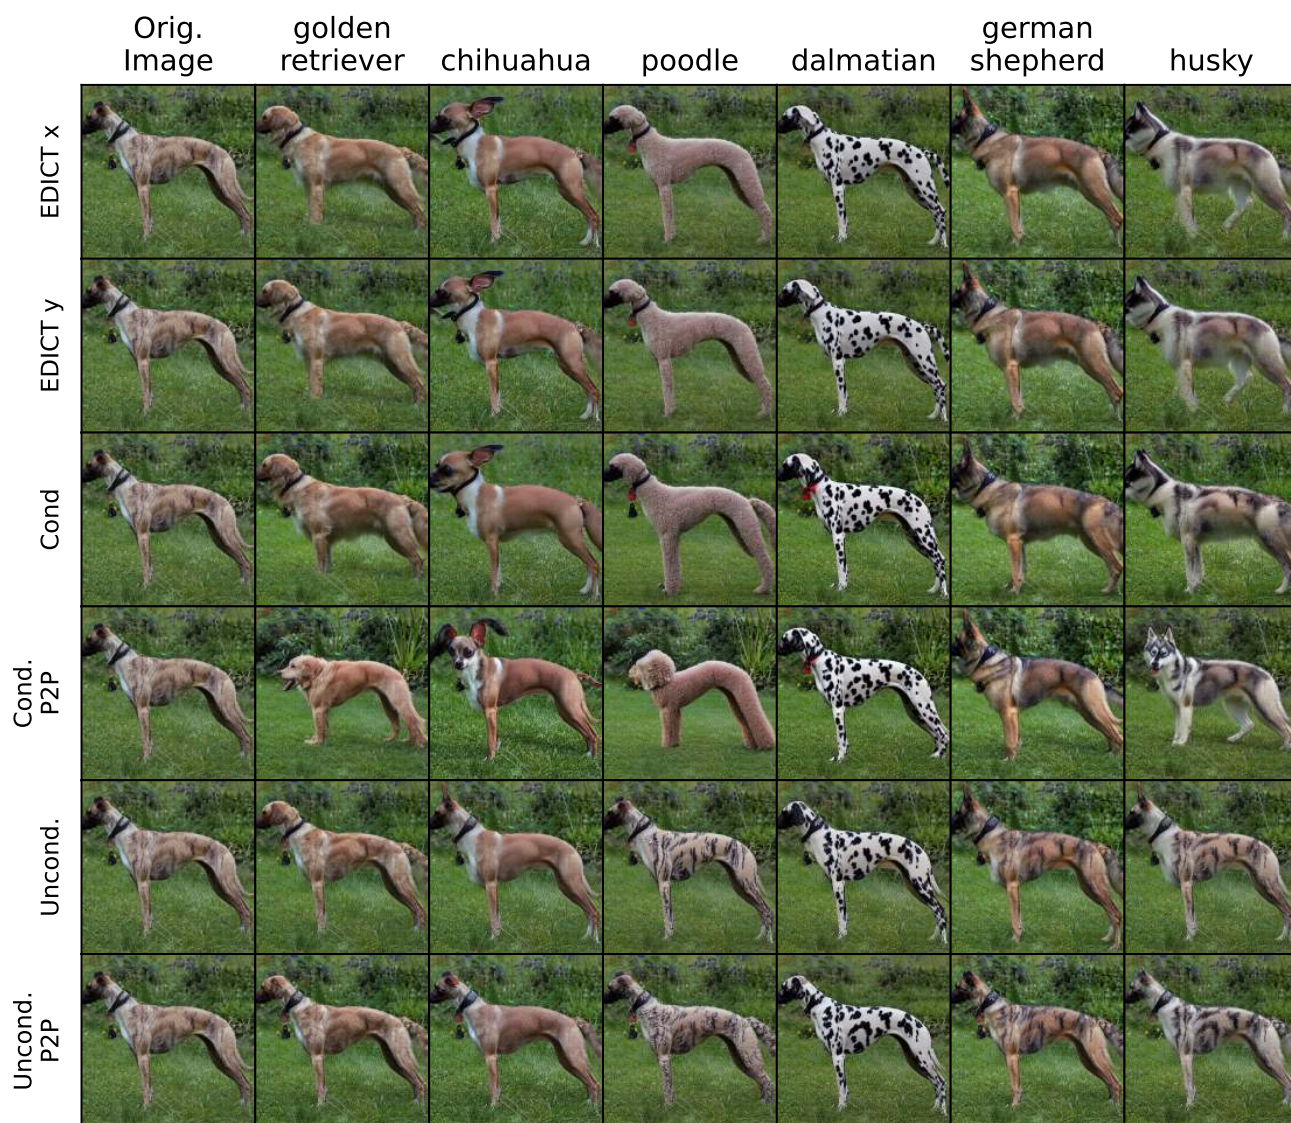 Orig.
Image
golden
retriever
chihuahua
poodle
dalmatian
german
shepherd
husky
EDICT x
EDICT y
Cond
Cond.
P2P
Uncond.
Uncond.
P2P